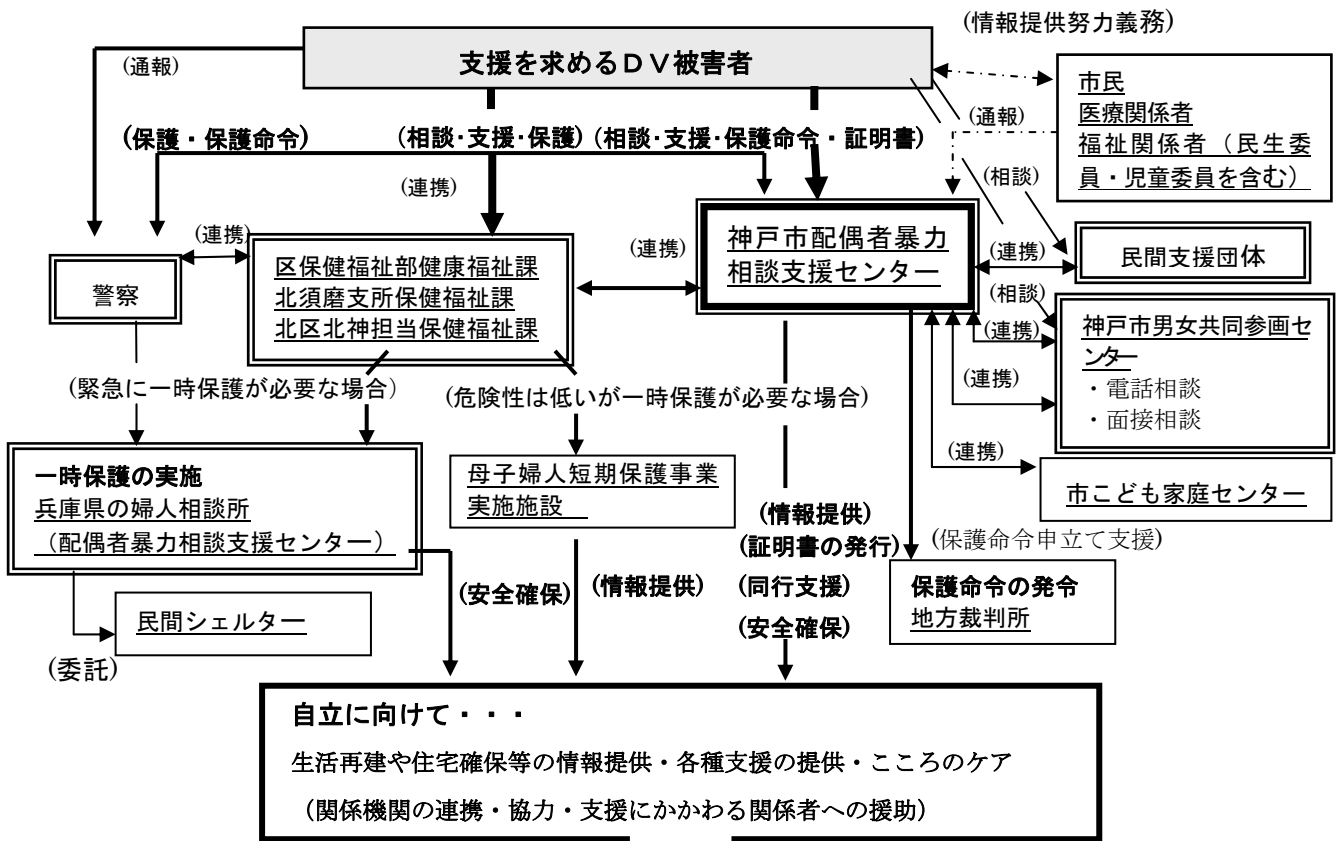 (情報提供努力義務)
支援を求めるＤＶ被害者
(通報)
市民
医療関係者
福祉関係者（民生委
員・児童委員を含む）
(通報)
(保護・保護命令)
(相談・支援・保護)
(相談・支援・保護命令・証明書)
(連携)
(相談)
(連携)
区保健福祉部健康福祉課
北須磨支所保健福祉課
北区北神担当保健福祉課
(連携)
神戸市配偶者暴力
相談支援センター
(連携)
民間支援団体
警察
(相談)
(連携)
神戸市男女共同参画セ
ンター
・電話相談
・面接相談
(連携)
(緊急に一時保護が必要な場合)
(危険性は低いが一時保護が必要な場合)
(連携)
市こども家庭センター
一時保護の実施
兵庫県の婦人相談所
（配偶者暴力相談支援センター）
母子婦人短期保護事業
実施施設
(情報提供)
(証明書の発行)
(同行支援)
(安全確保)
(保護命令申立て支援)
保護命令の発令
地方裁判所
(安全確保)
(情報提供)
民間シェルター
(委託)
自立に向けて・・・
生活再建や住宅確保等の情報提供・各種支援の提供・こころのケア
（関係機関の連携・協力・支援にかかわる関係者への援助）